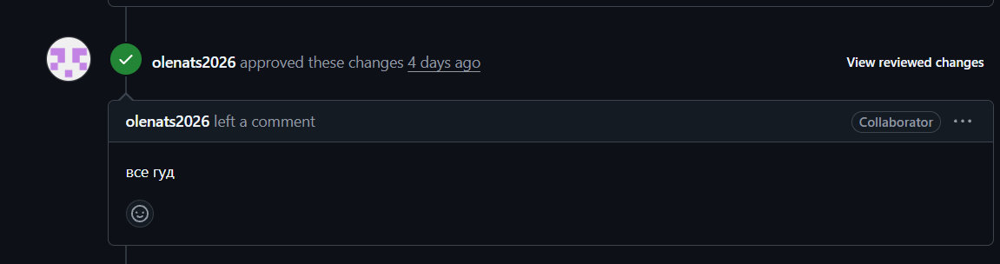 olenats2026 approved these changes 4 days ago
View reviewed changes
olenats2026 left a comment
Collaborator
все гуд